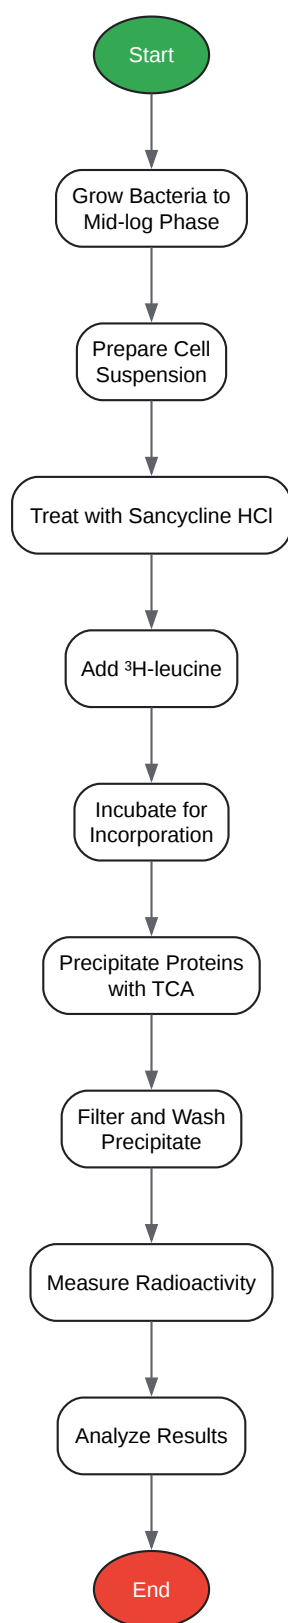 Start
Grow Bacteria to
Mid-log Phase
Prepare Cell
Suspension
Treat with Sancycline HCl
Add ³H-leucine
Incubate for
Incorporation
Precipitate Proteins
with TCA
Filter and Wash
Precipitate
Measure Radioactivity
Analyze Results
End